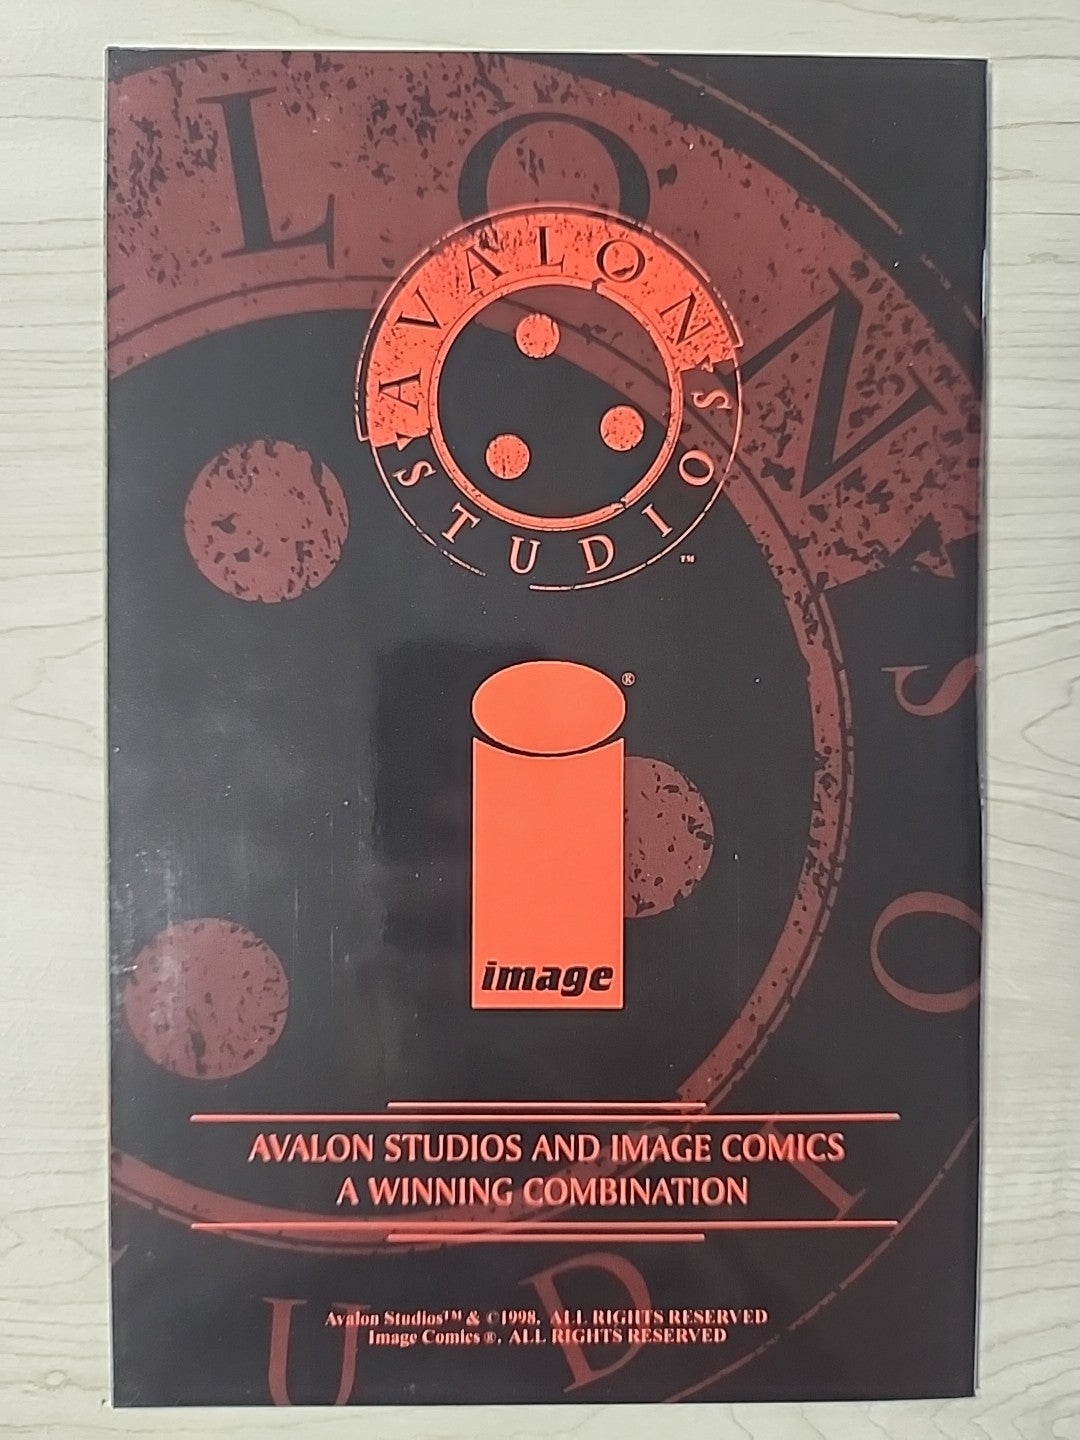 AVALON
STUDIOS
™
®
image
AVALON STUDIOS AND IMAGE COMICS
A WINNING COMBINATION
Avalon Studios™ & ©1998. ALL RIGHTS RESERVED
Image Comics ®. ALL RIGHTS RESERVED